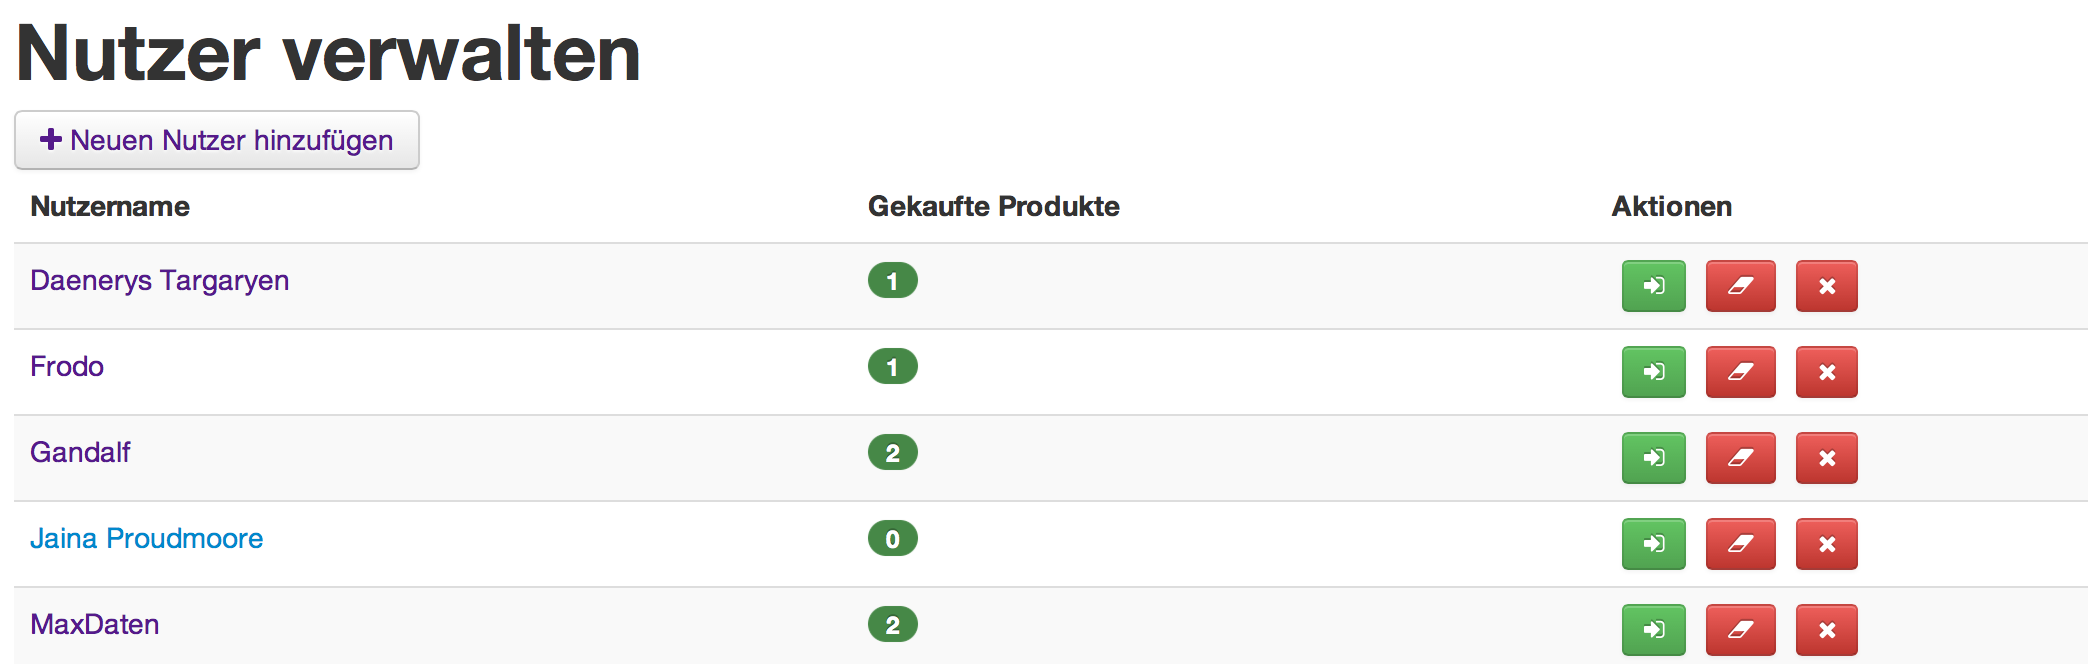 Nutzer verwalten
Neuen Nutzer hinzufügen
Nutzername Gekaufte Produkte Aktionen
Daenerys Targaryen 1
Frodo 1
Gandalf 2
Jaina Proudmoore 0
MaxDaten 2